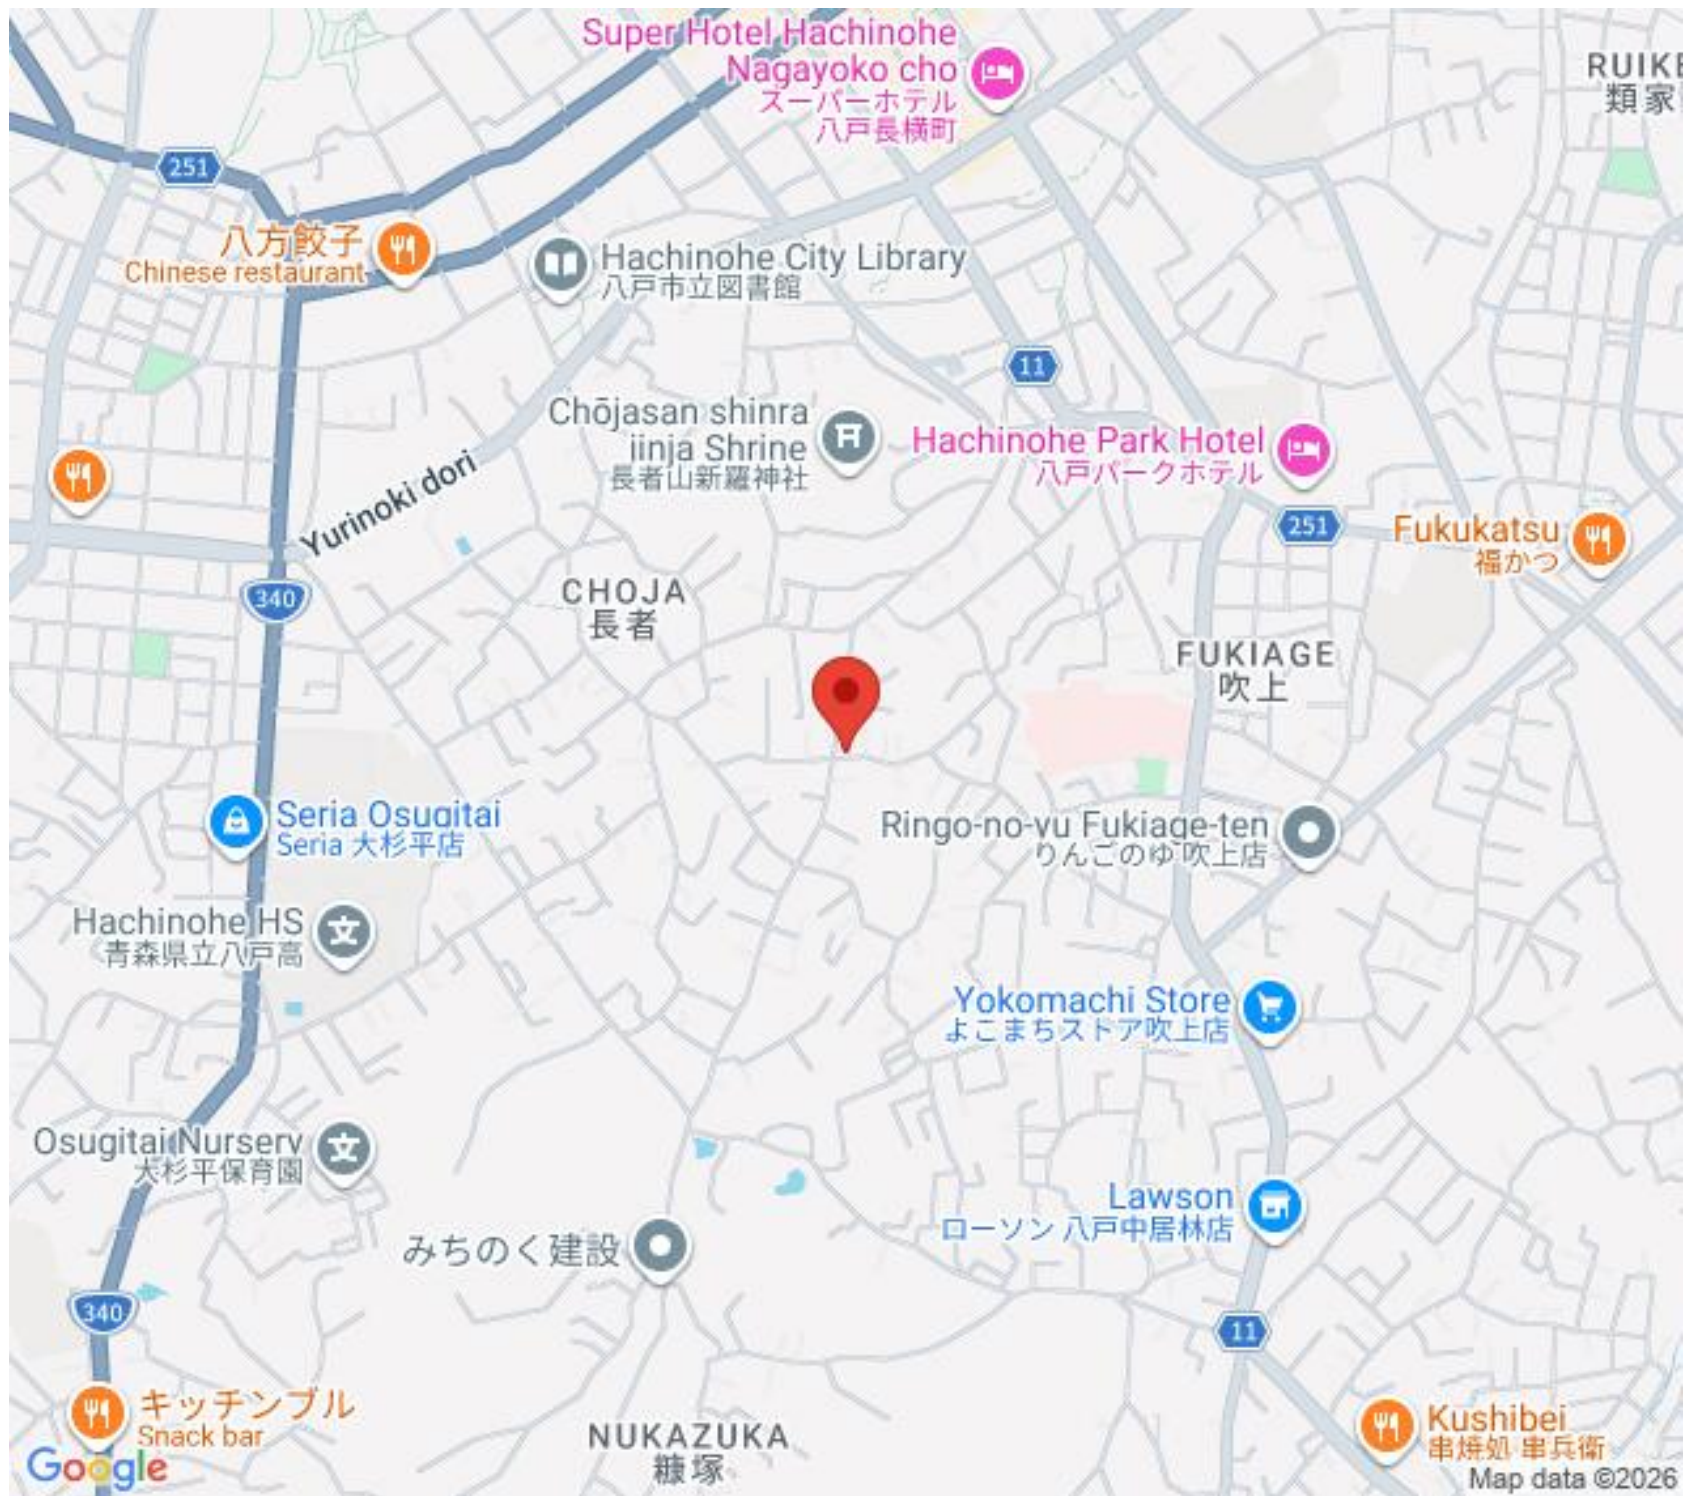 Super Hotel Hachinohe
Nagayoko cho
スーパーホテル
八戸長横町
RUIKE
類家
251
八方餃子
Chinese restaurant
Hachinohe City Library
八戸市立図書館
11
Chōjasan shinra
jinja Shrine
長者山新羅神社
Hachinohe Park Hotel
八戸パークホテル
Yurinoki dori
251
Fukukatsu
福かつ
340
CHOJA
長者
FUKIAGE
吹上
Seria Osugitai
Seria 大杉平店
Ringo-no-yu Fukiage-ten
りんごのゆ 吹上店
Hachinohe HS
青森県立八戸高
Yokomachi Store
よこまちストア吹上店
Osugitai Nursery
大杉平保育園
Lawson
ローソン 八戸中居林店
みちのく建設
340
11
キッチンブル
Snack bar
NUKAZUKA
糠塚
Kushibei
串焼処 串兵衛
Google
Map data ©2026